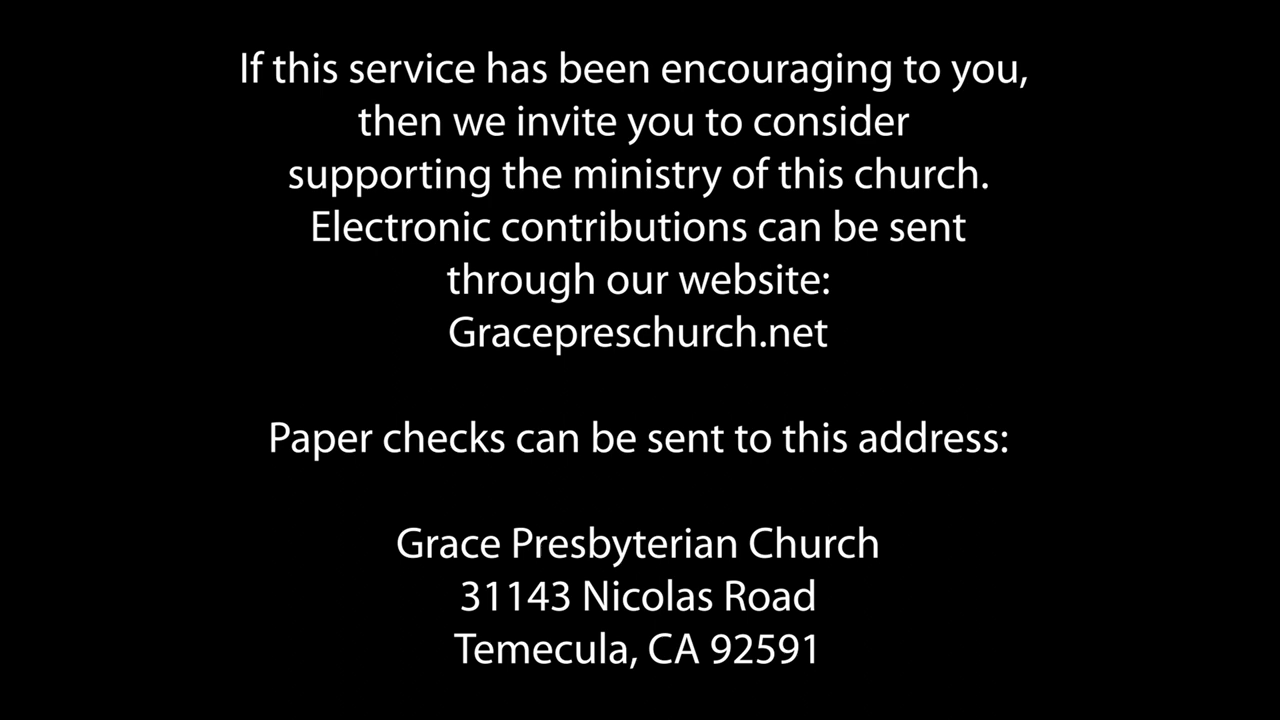 If this service has been encouraging to you,
then we invite you to consider
supporting the ministry of this church.
Electronic contributions can be sent
through our website:
Gracepreschurch.net
Paper checks can be sent to this address:
Grace Presbyterian Church
31143 Nicolas Road
Temecula, CA 92591